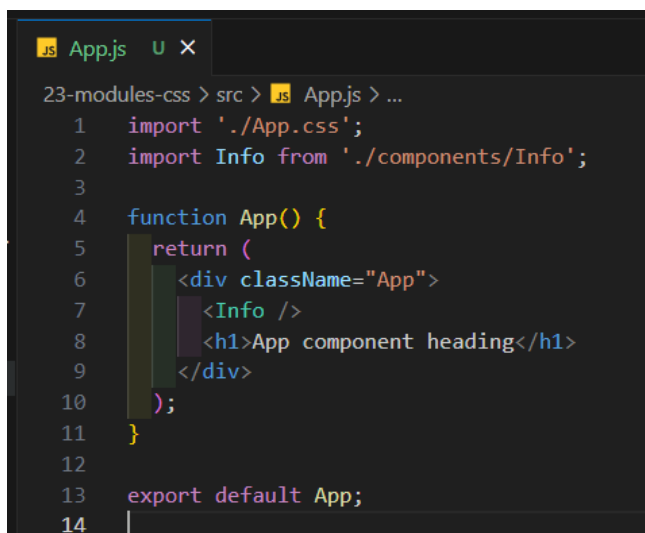 JS App.js U ×
23-modules-css > src > JS App.js > ...
1 import './App.css';
2 import Info from './components/Info';
3
4 function App() {
5   return (
6     <div className="App">
7       <Info />
8       <h1>App component heading</h1>
9     </div>
10   );
11 }
12
13 export default App;
14